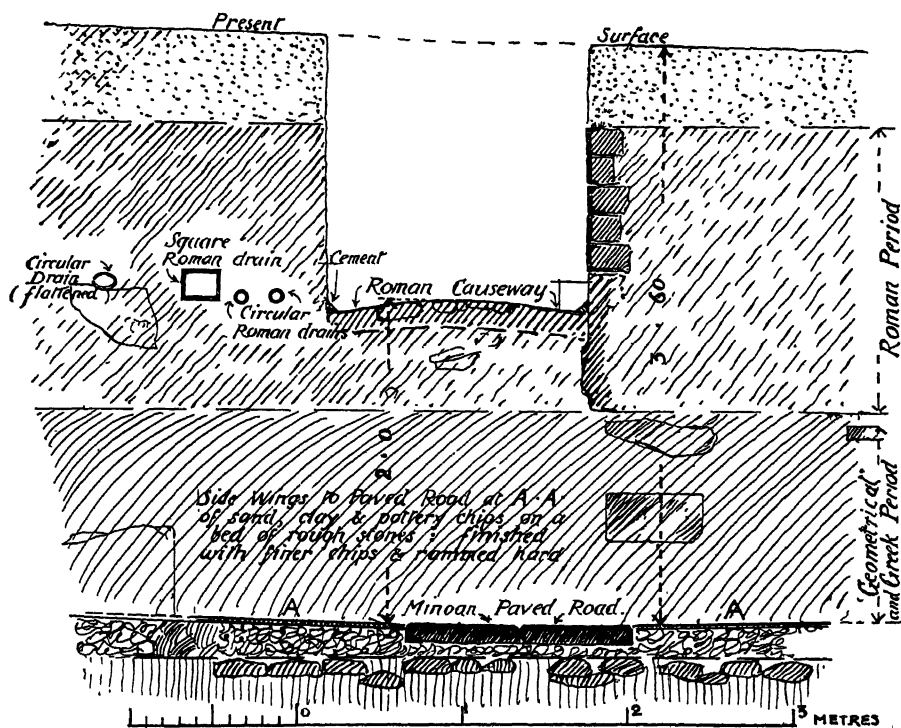 Present
Surface
Circular
Drain
(flattened
Square
Roman drain
Cement
Roman Causeway
Circular
Roman drains
3 60
Roman Period
2.0
Side Wings to Paved Road at A·A·
of sand, clay & pottery chips on a
bed of rough stones: finished
with finer chips & rammed hard
"Geometrical"
and Greek Period
A
Minoan Paved Road.
A
0
1
2
3
METRES